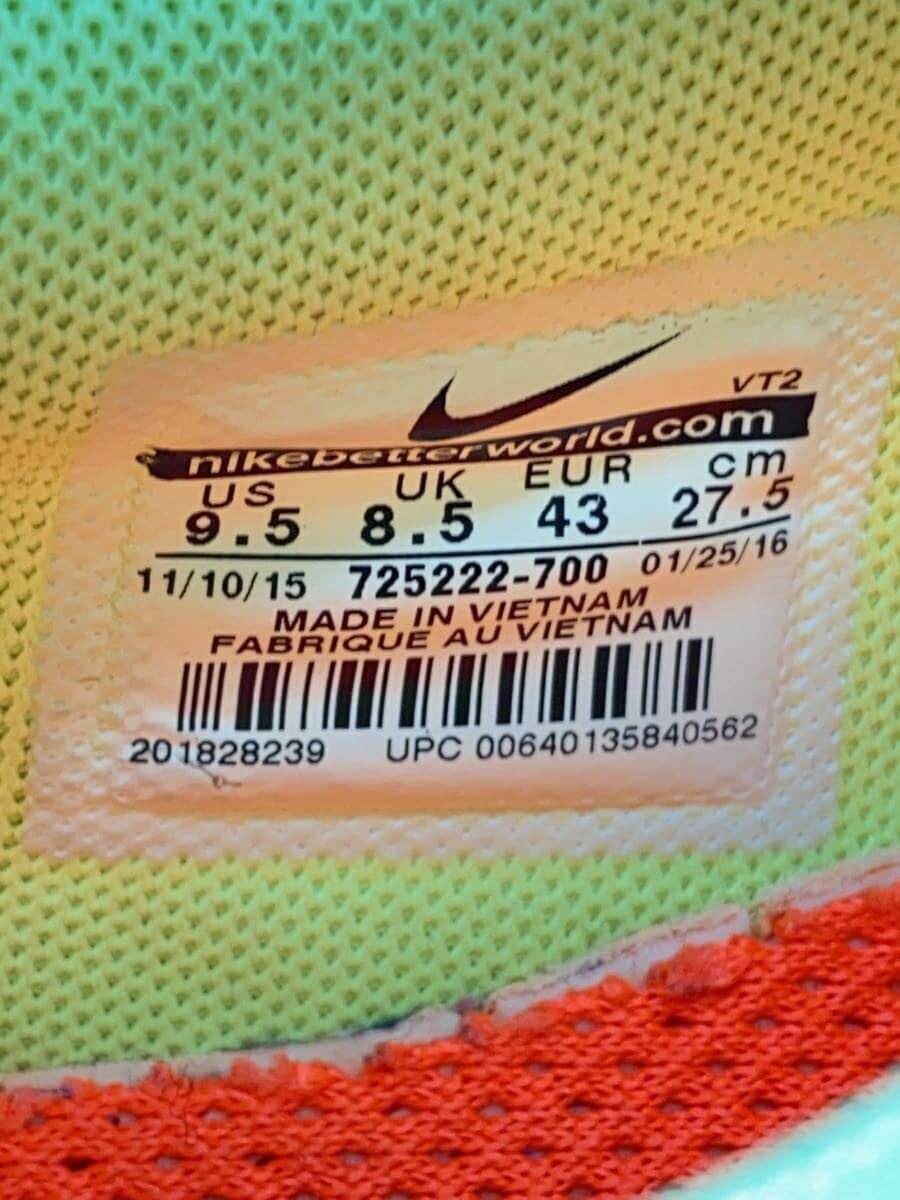 VT2
nikebetterworld.com
US UK EUR cm
9.5 8.5 43 27.5
11/10/15 725222-700 01/25/16
MADE IN VIETNAM
FABRIQUE AU VIETNAM
201828239 UPC 00640135840562